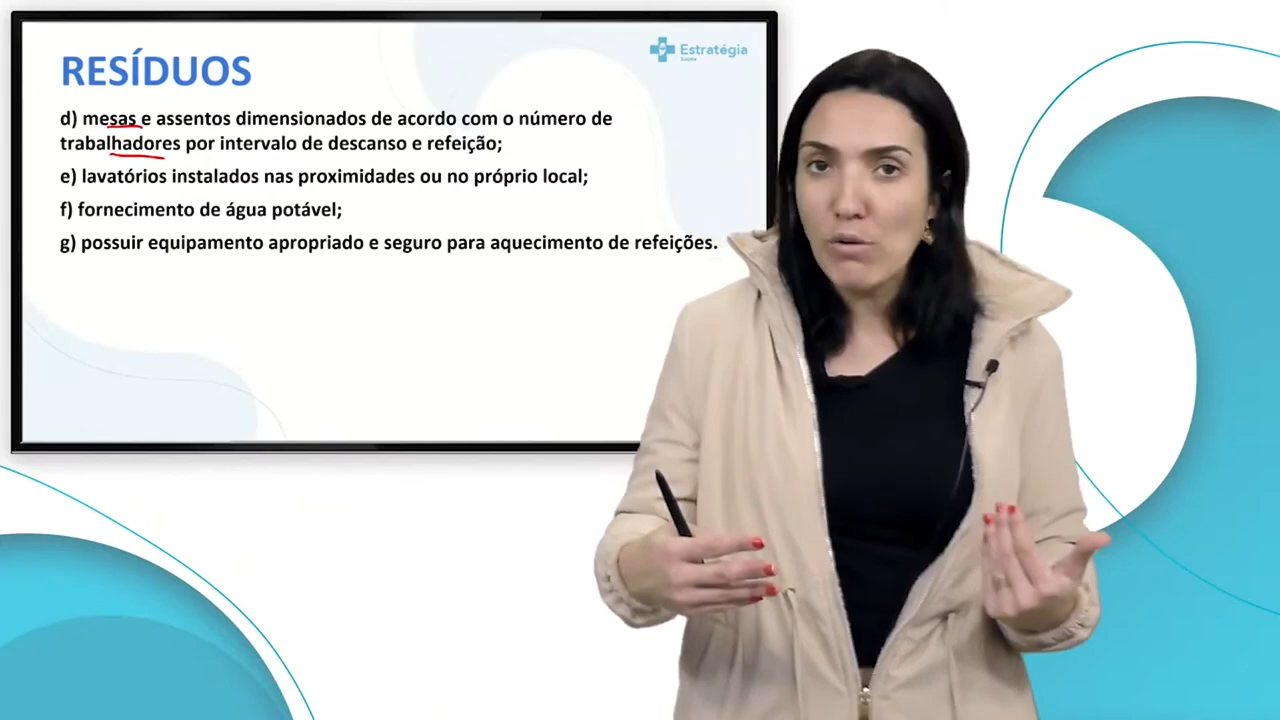 RESÍDUOS
Estratégia
Saúde
d) mesas e assentos dimensionados de acordo com o número de
trabalhadores por intervalo de descanso e refeição;
e) lavatórios instalados nas proximidades ou no próprio local;
f) fornecimento de água potável;
g) possuir equipamento apropriado e seguro para aquecimento de refeições.